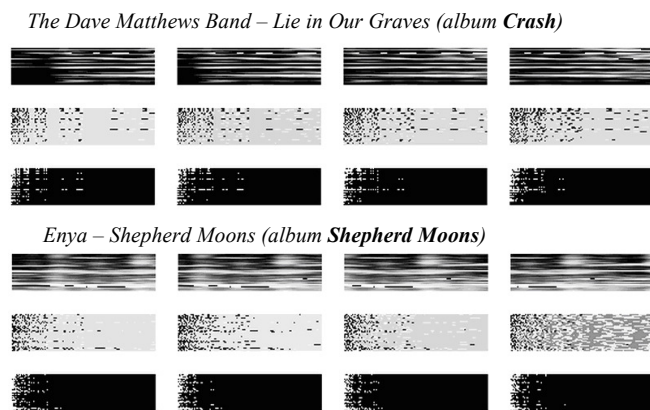 The Dave Matthews Band – Lie in Our Graves (album Crash)
Enya – Shepherd Moons (album Shepherd Moons)